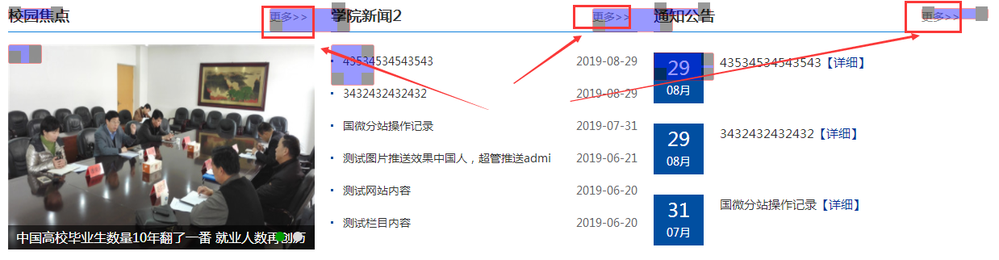 校园焦点
更多>>
中国高校毕业生数量10年翻了一番 就业人数再创历
学院新闻2
更多>>
43534534543543 2019-08-29
3432432432432 2019-08-29
国微分站操作记录 2019-07-31
测试图片推送效果中国人，超管推送admi 2019-06-21
测试网站内容 2019-06-20
测试栏目内容 2019-06-20
通知公告
更多>>
29
08月
43534534543543【详细】
29
08月
3432432432432【详细】
31
07月
国微分站操作记录【详细】